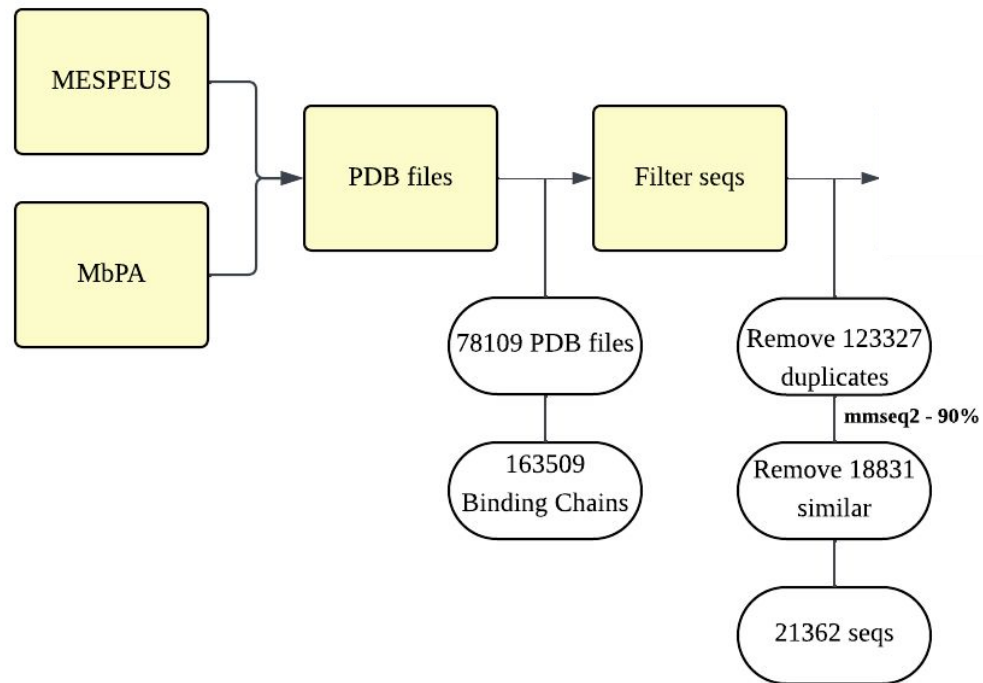 MESPEUS
MbPA
PDB files
Filter seqs
78109 PDB files
163509
Binding Chains
Remove 123327
duplicates
mmseq2 - 90%
Remove 18831
similar
21362 seqs